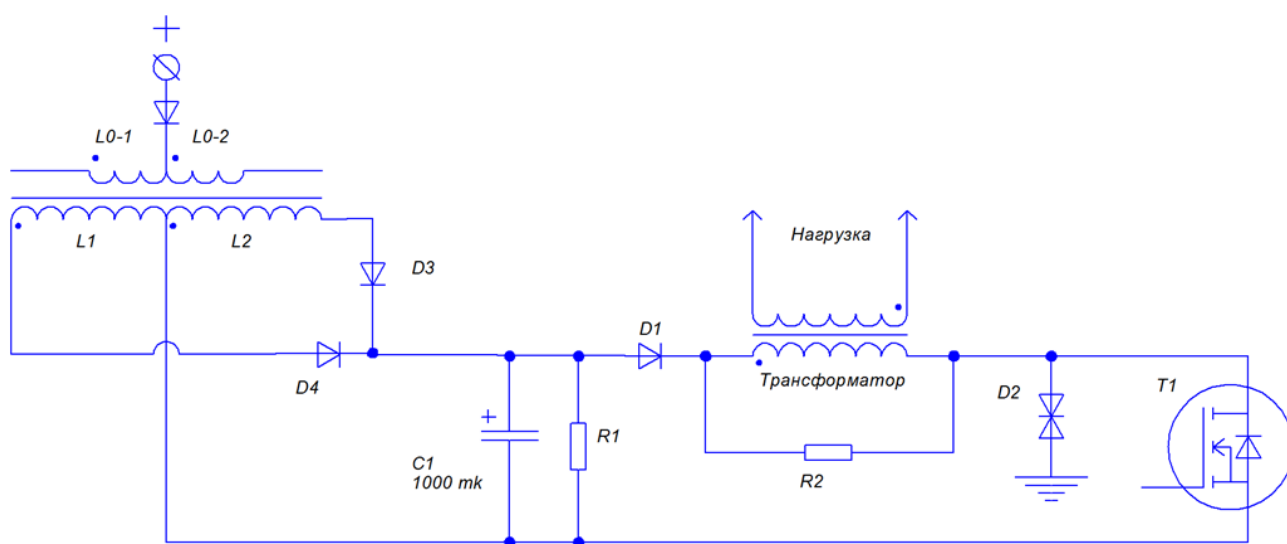 +
L0-1
L0-2
L1
L2
D3
D4
Нагрузка
D1
Трансформатор
D2
T1
+
C1
1000 mk
R1
R2